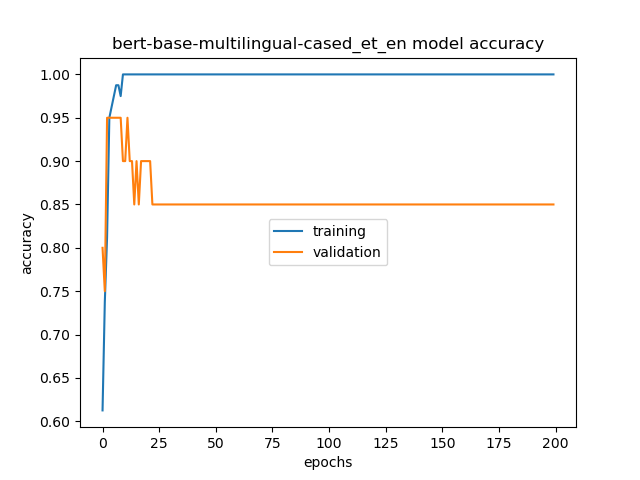 bert-base-multilingual-cased_et_en model accuracy
1.00
0.95
0.90
0.85
0.80
0.75
0.70
0.65
0.60
accuracy
training
validation
0 25 50 75 100 125 150 175 200
epochs